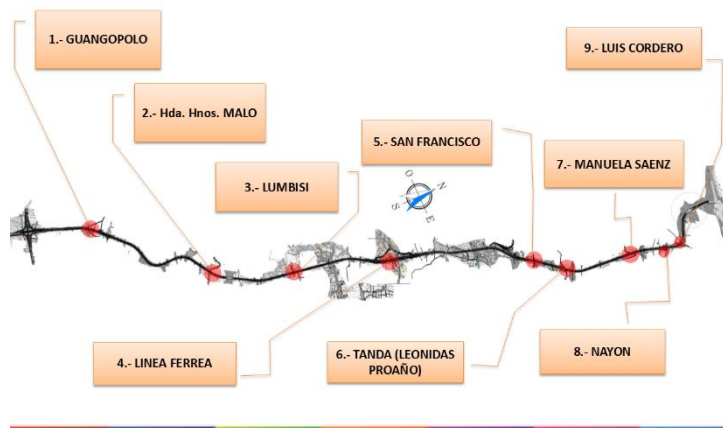 1.- GUANGOPOLO
2.- Hda. Hnos. MALO
3.- LUMBISI
4.- LINEA FERREA
5.- SAN FRANCISCO
6.- TANDA (LEONIDAS
PROAÑO)
7.- MANUELA SAENZ
8.- NAYON
9.- LUIS CORDERO
O
N
S
E